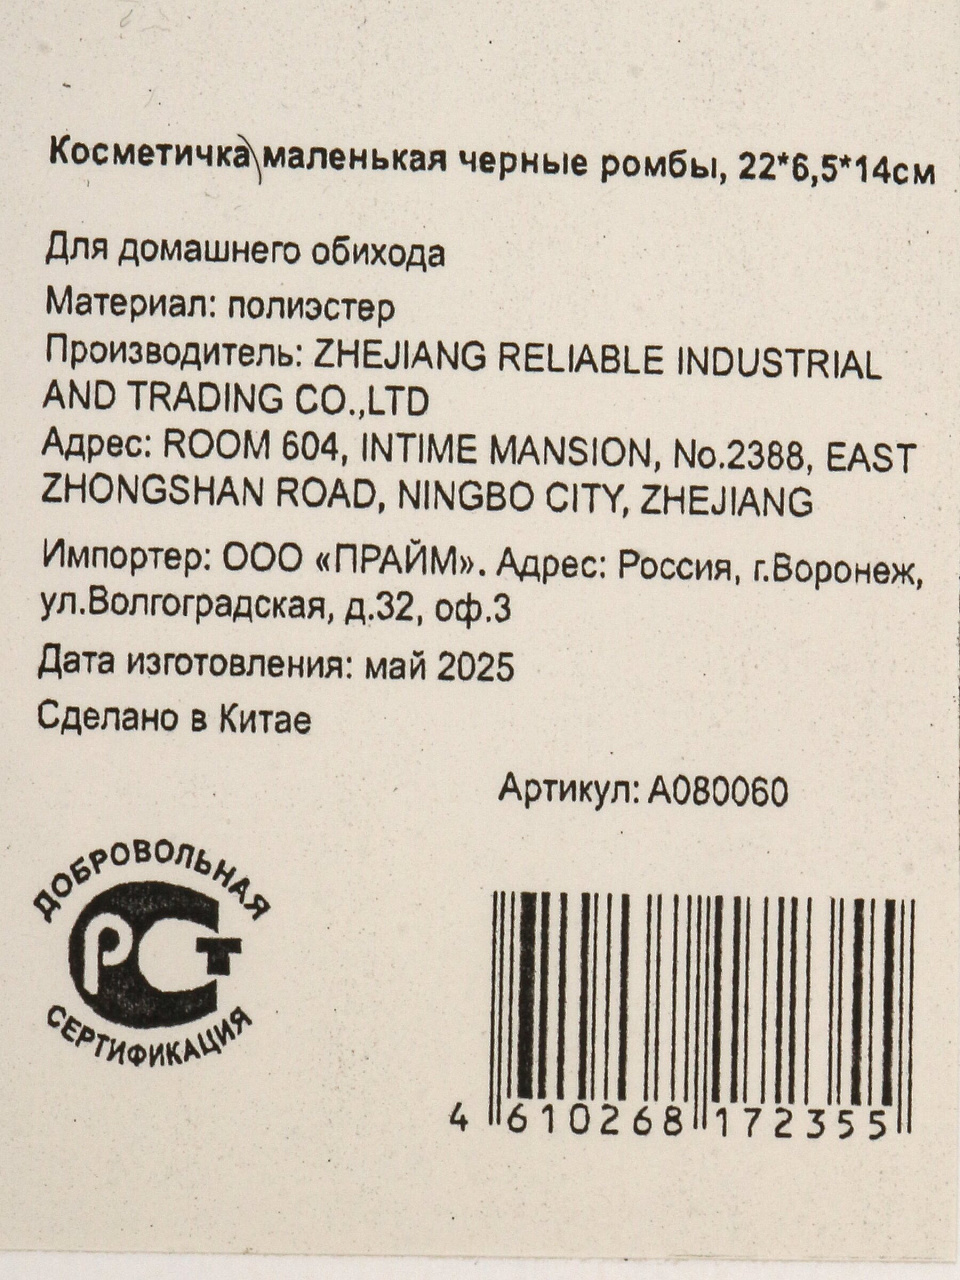 Косметичка маленькая черные ромбы, 22*6,5*14см
Для домашнего обихода
Материал: полиэстер
Производитель: ZHEJIANG RELIABLE INDUSTRIAL
AND TRADING CO.,LTD
Адрес: ROOM 604, INTIME MANSION, No.2388, EAST
ZHONGSHAN ROAD, NINGBO CITY, ZHEJIANG
Импортер: ООО «ПРАЙМ». Адрес: Россия, г.Воронеж,
ул.Волгоградская, д.32, оф.3
Дата изготовления: май 2025
Сделано в Китае
Артикул: А080060
ДОБРОВОЛЬНАЯ
РСТ
СЕРТИФИКАЦИЯ
4 610268 172355